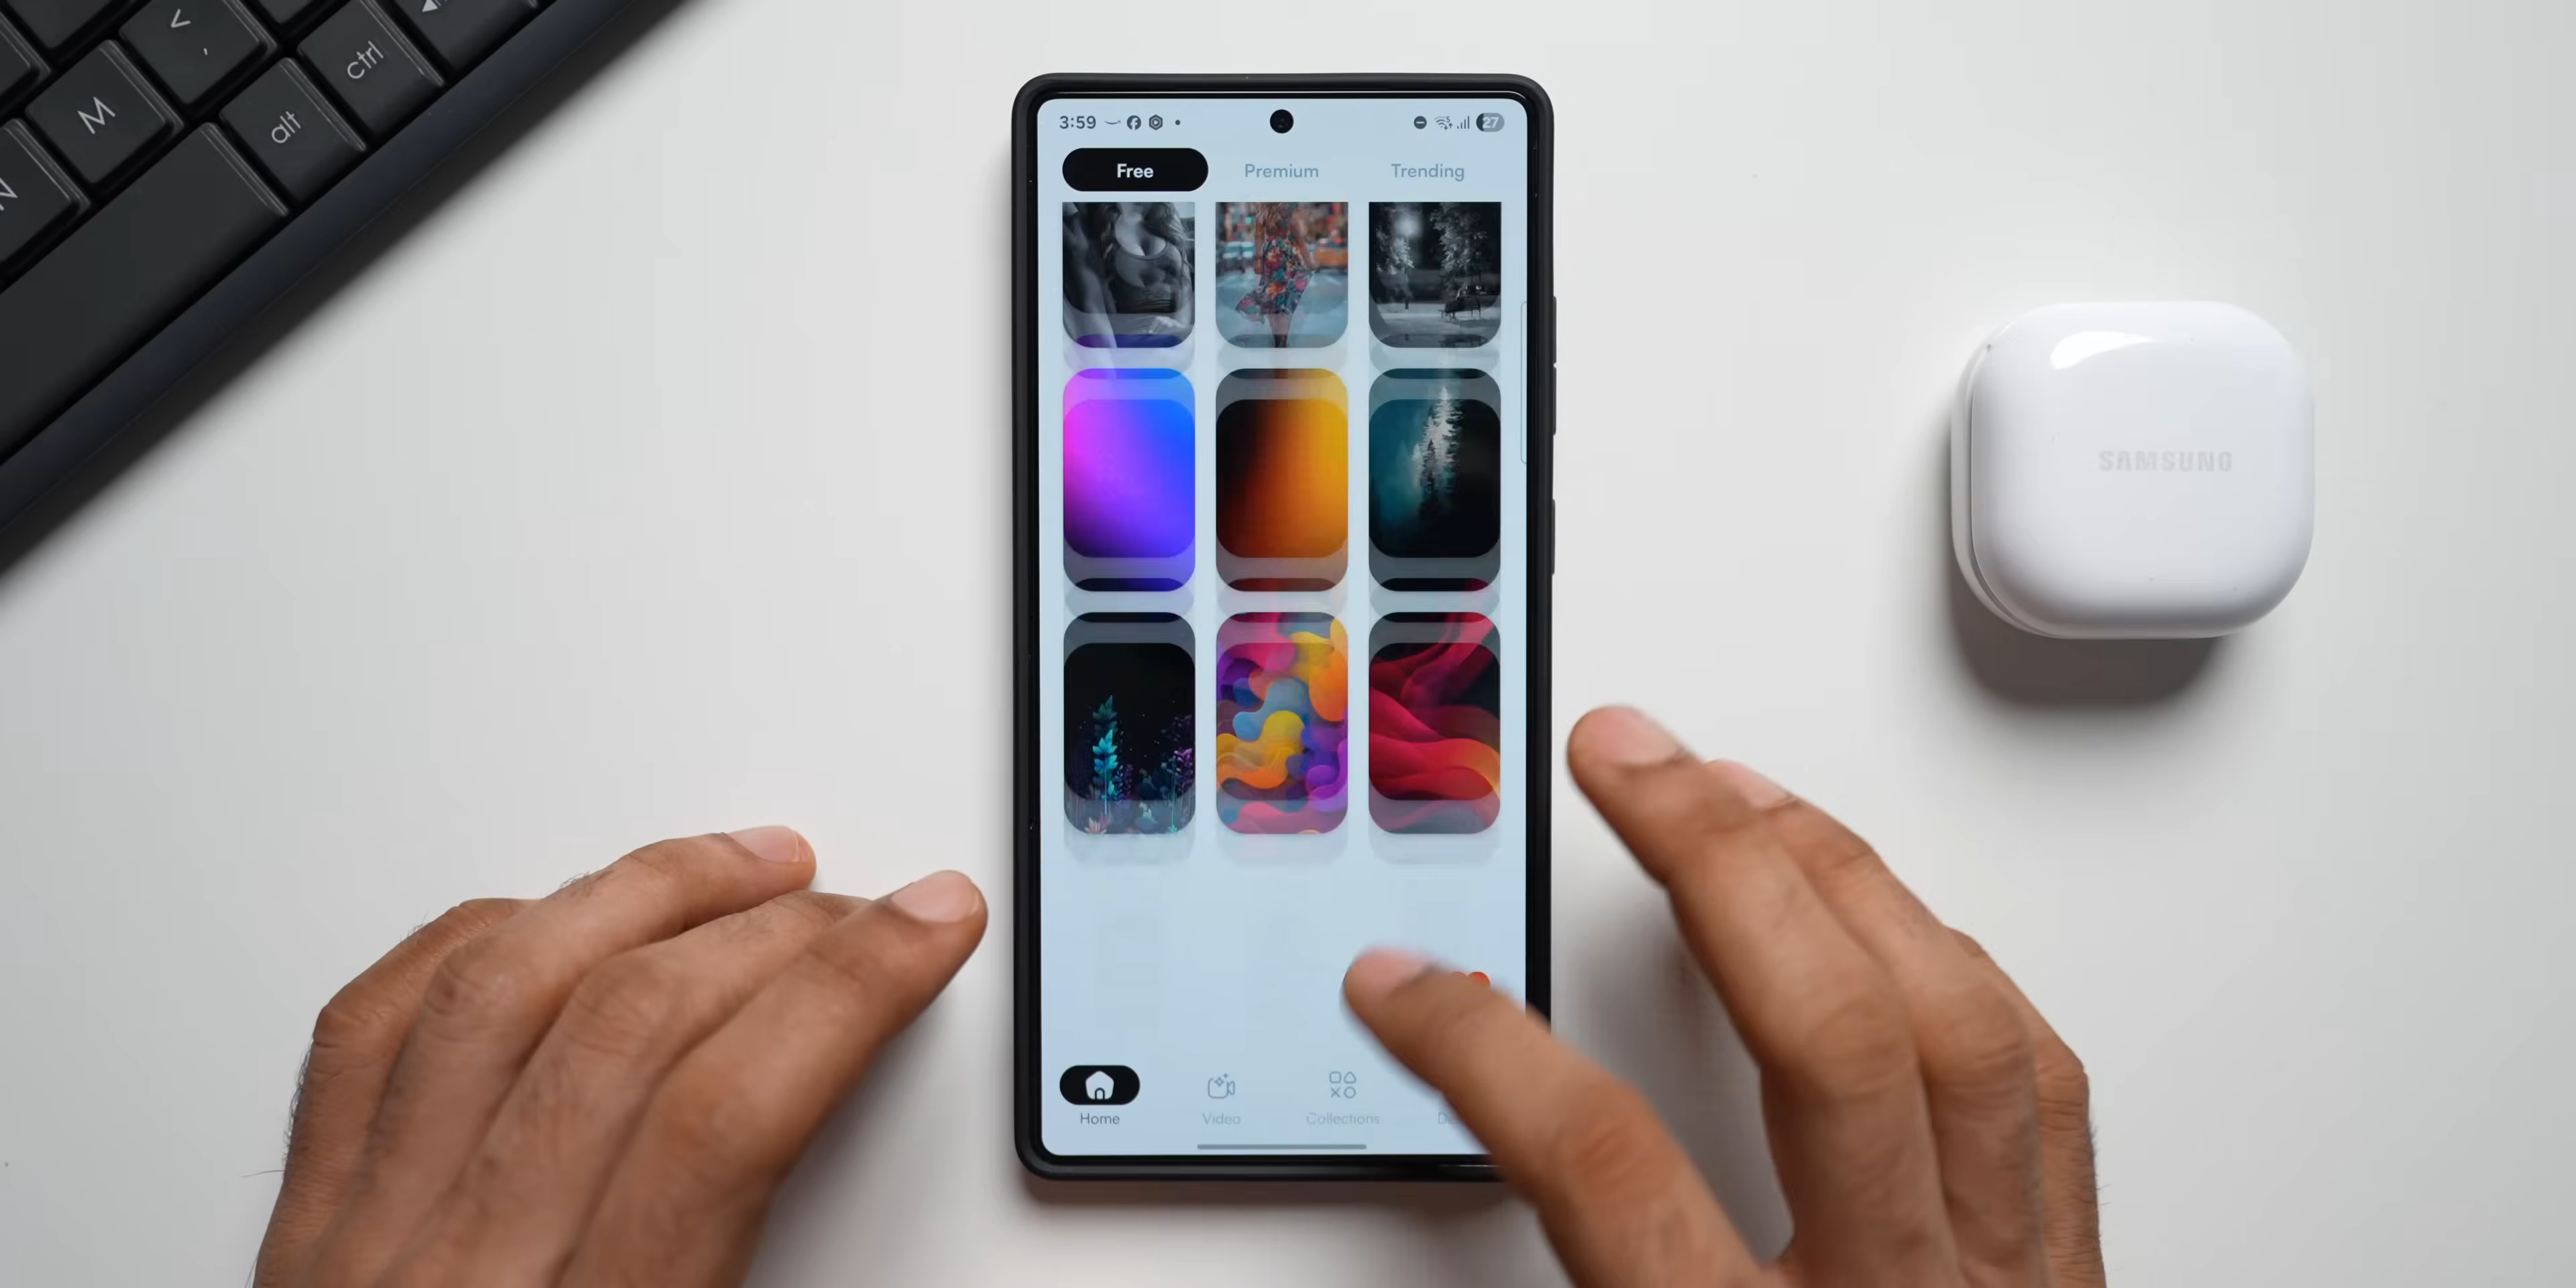 <
,
M
alt
ctrl
N
3:59
27
Free Premium Trending
SAMSUNG
Home Video Collections